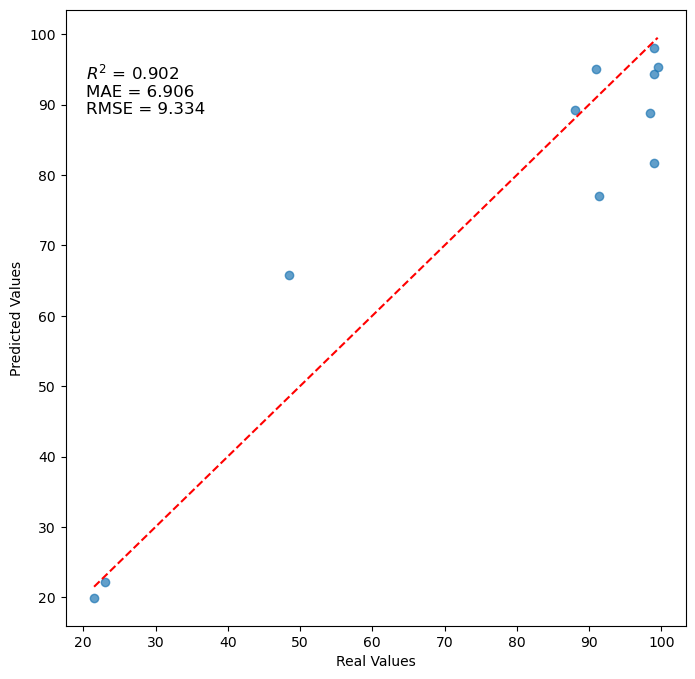 100
R² = 0.902
MAE = 6.906
RMSE = 9.334
90
80
70
60
50
40
30
20
Predicted Values
20 30 40 50 60 70 80 90 100
Real Values